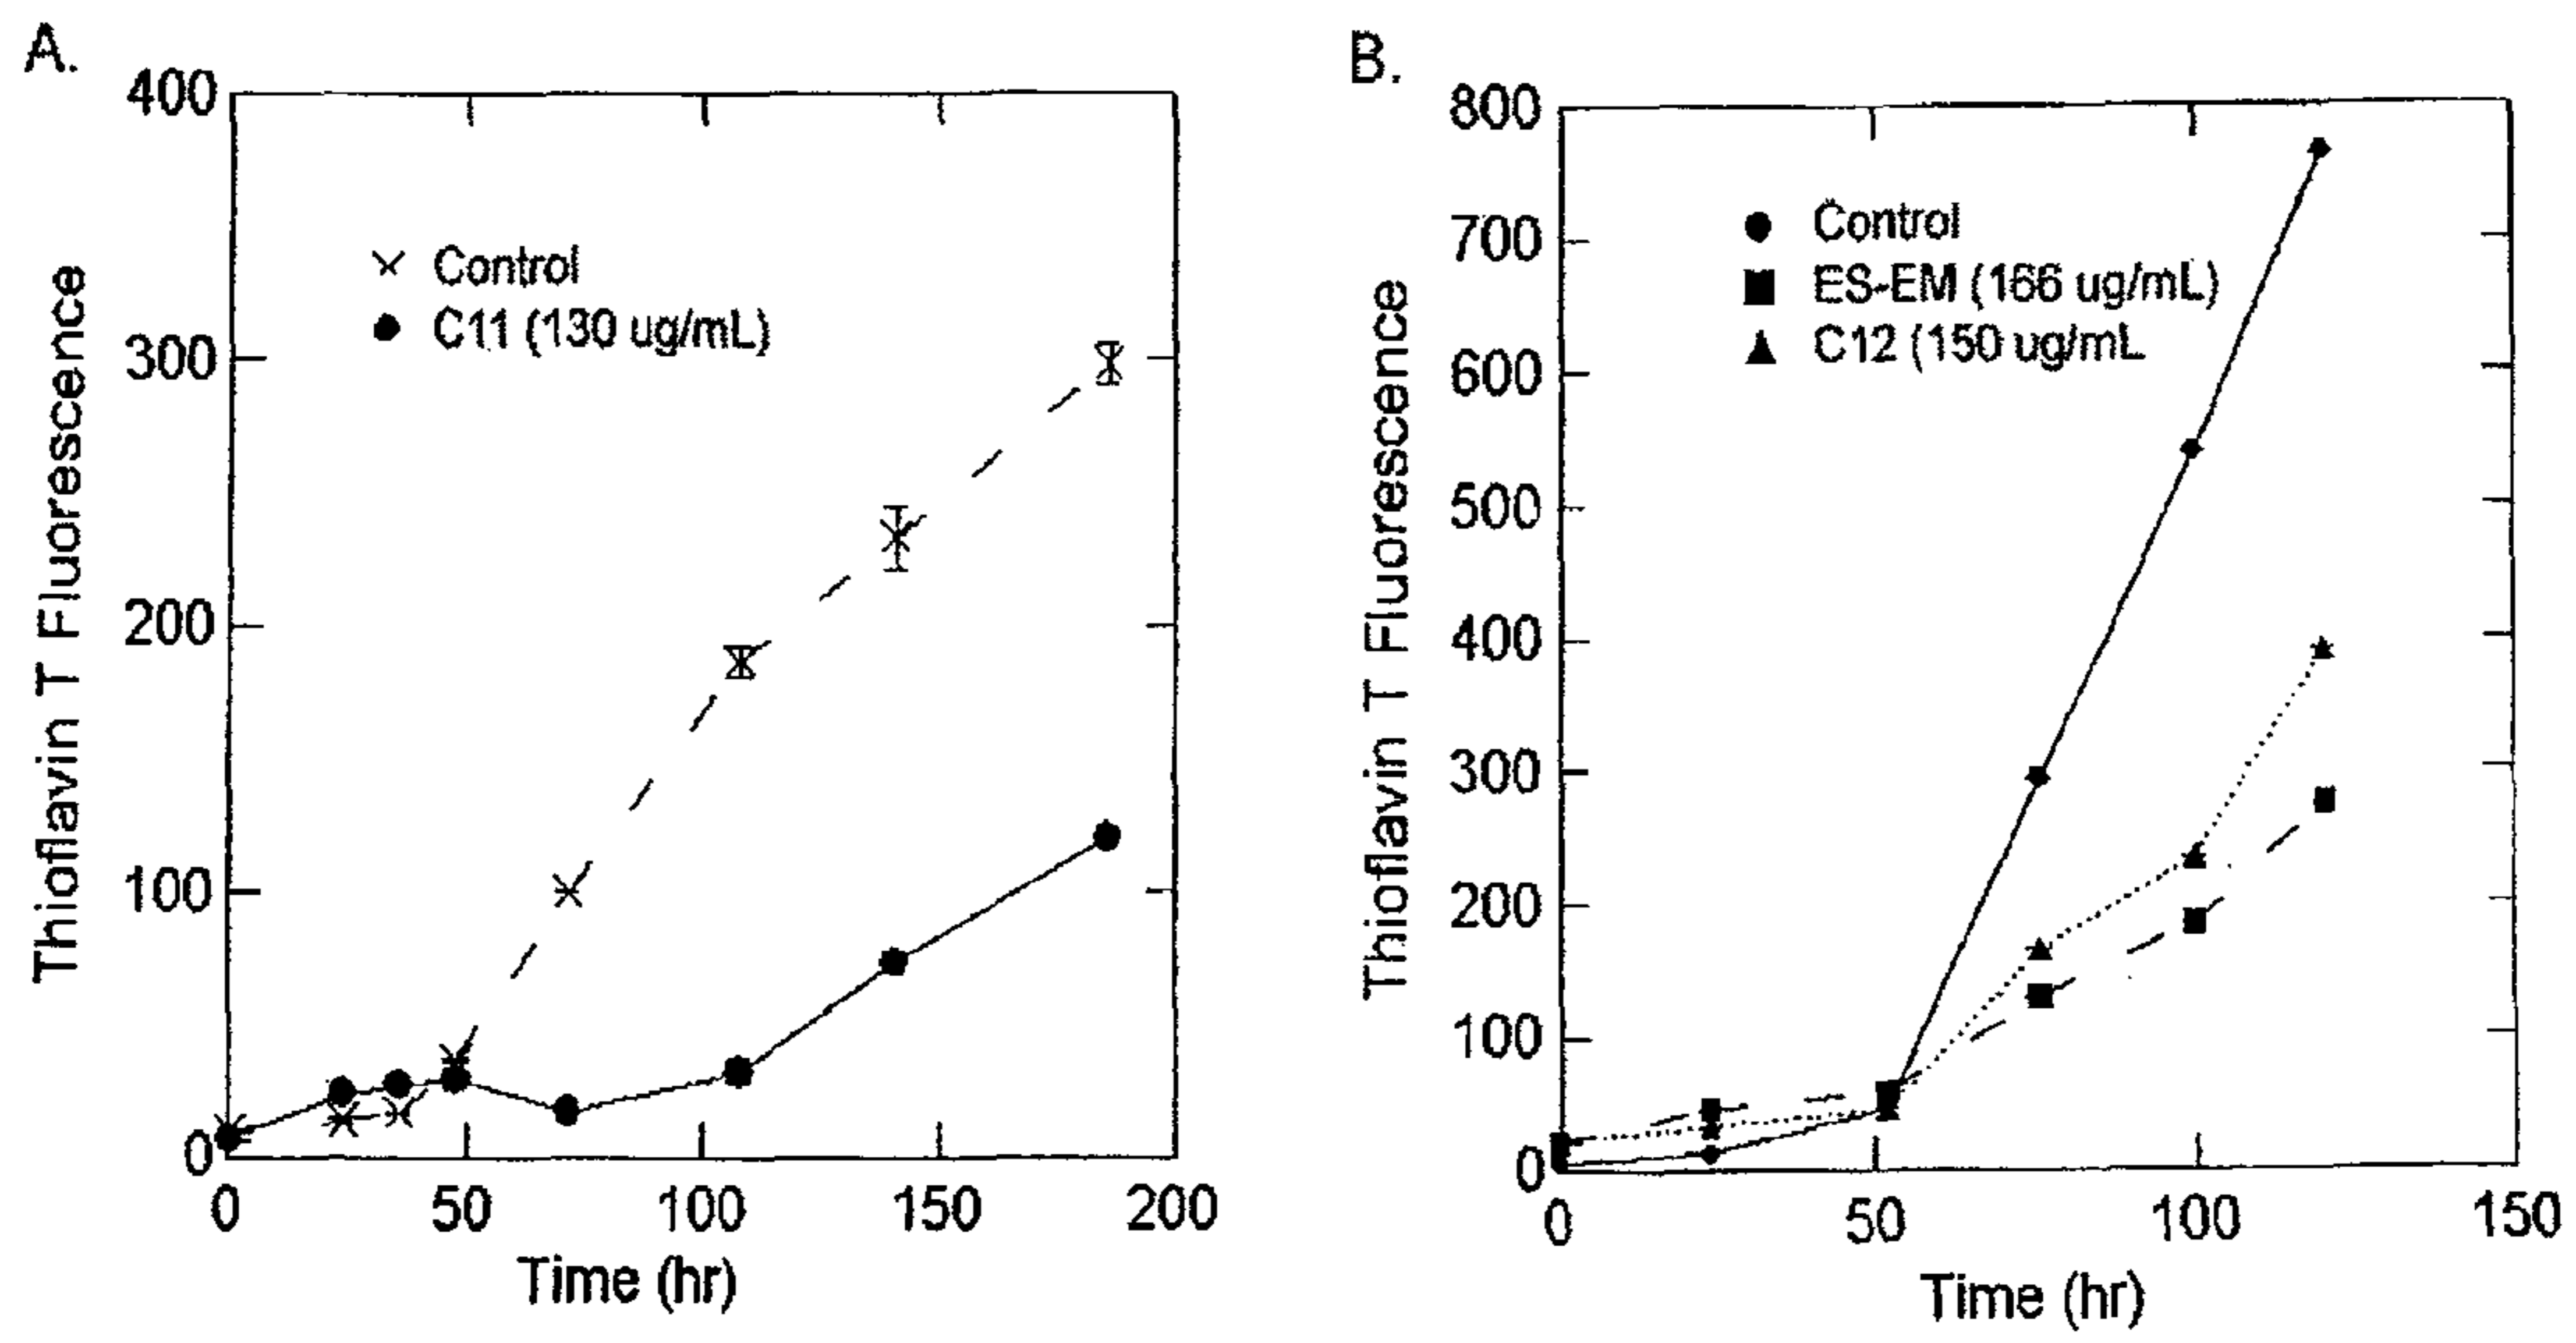 A.
400
300
200
100
0
Thioflavin T Fluorescence
Control
C11 (130 ug/mL)
0 50 100 150 200
Time (hr)
B.
800
700
600
500
400
300
200
100
0
Thioflavin T Fluorescence
Control
ES-EM (166 ug/mL)
C12 (150 ug/mL
0 50 100 150
Time (hr)